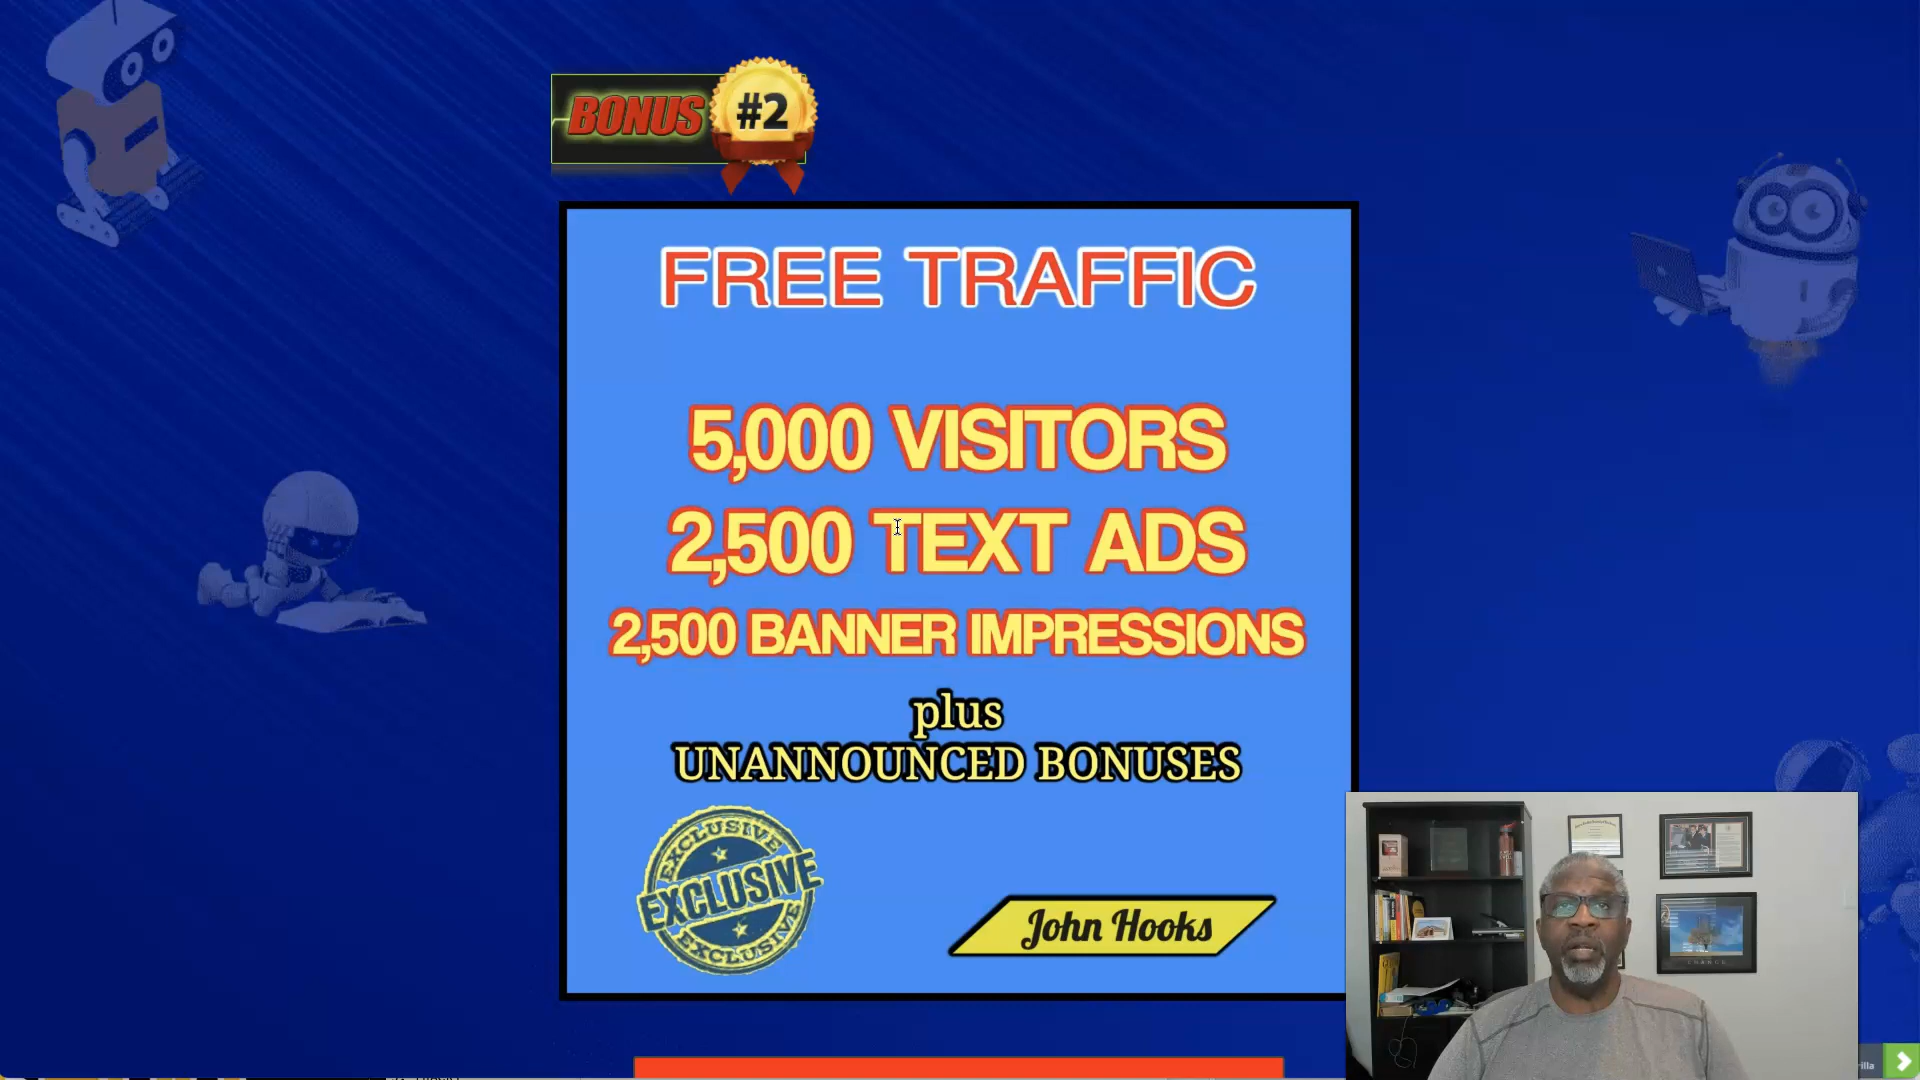 BONUS #2
FREE TRAFFIC
5,000 VISITORS
2,500 TEXT ADS
2,500 BANNER IMPRESSIONS
plus
UNANNOUNCED BONUSES
EXCLUSIVE
EXCLUSIVE
EXCLUSIVE
John Hooks